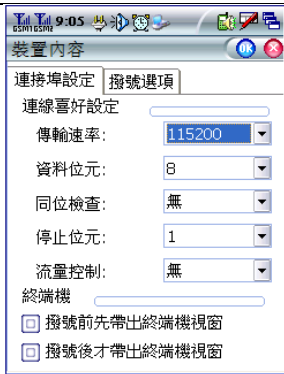 GSM1 GSM2 9:05
裝置內容 OK
連接埠設定 撥號選項
連線喜好設定
傳輸速率: 115200
資料位元: 8
同位檢查: 無
停止位元: 1
流量控制: 無
終端機
撥號前先帶出終端機視窗
撥號後才帶出終端機視窗